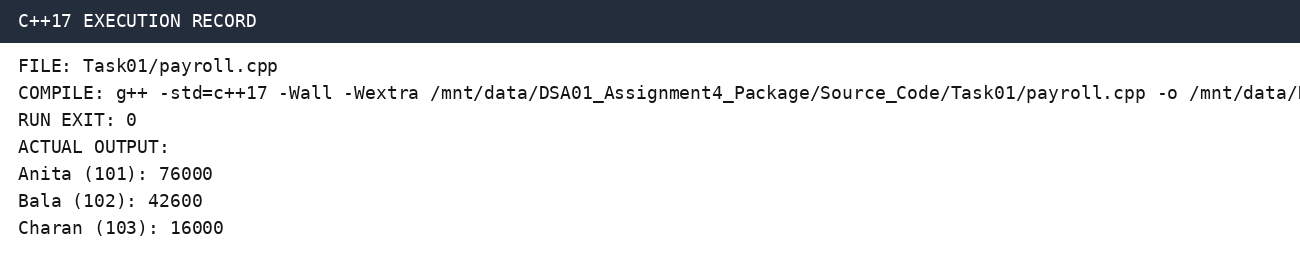 C++17 EXECUTION RECORD
FILE: Task01/payroll.cpp
COMPILE: g++ -std=c++17 -Wall -Wextra /mnt/data/DSA01_Assignment4_Package/Source_Code/Task01/payroll.cpp -o /mnt/data/
RUN EXIT: 0
ACTUAL OUTPUT:
Anita (101): 76000
Bala (102): 42600
Charan (103): 16000